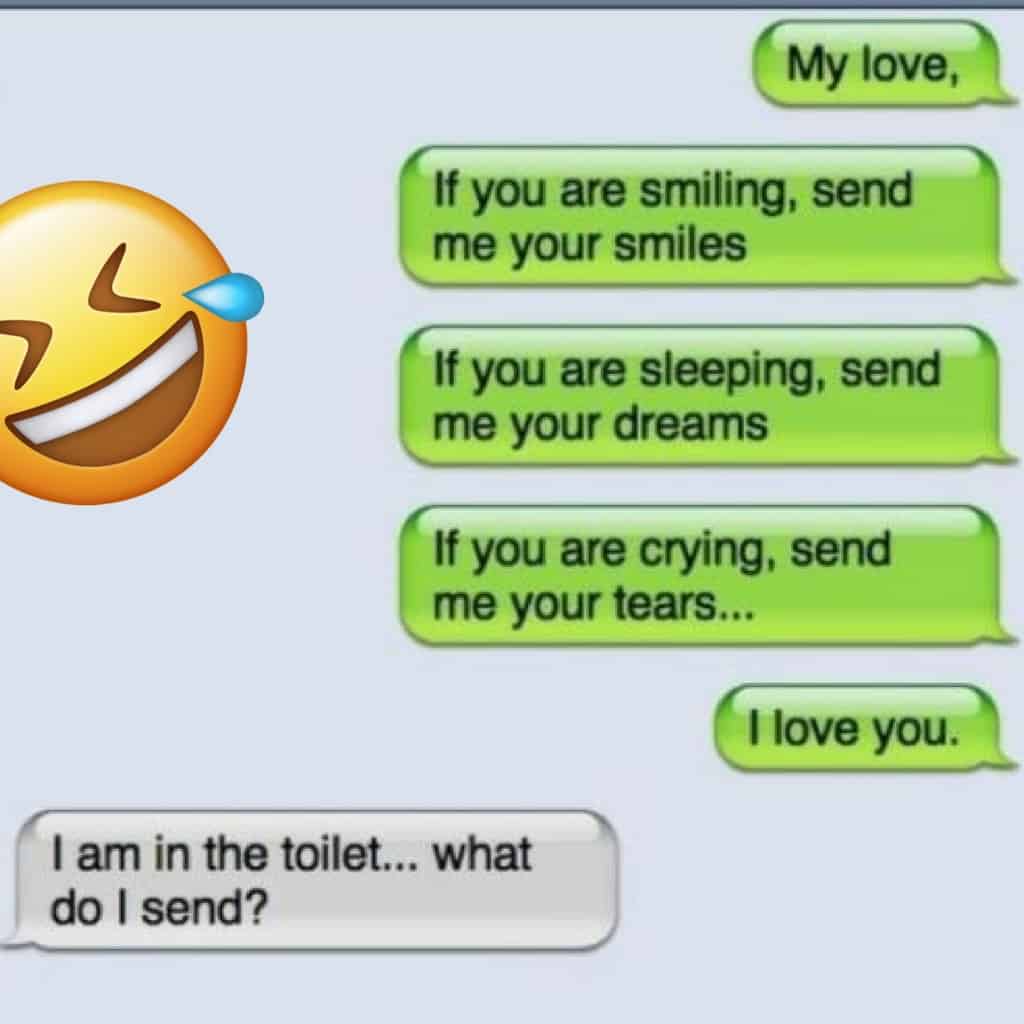 My love,
If you are smiling, send
me your smiles
If you are sleeping, send
me your dreams
If you are crying, send
me your tears...
I love you.
I am in the toilet... what
do I send?